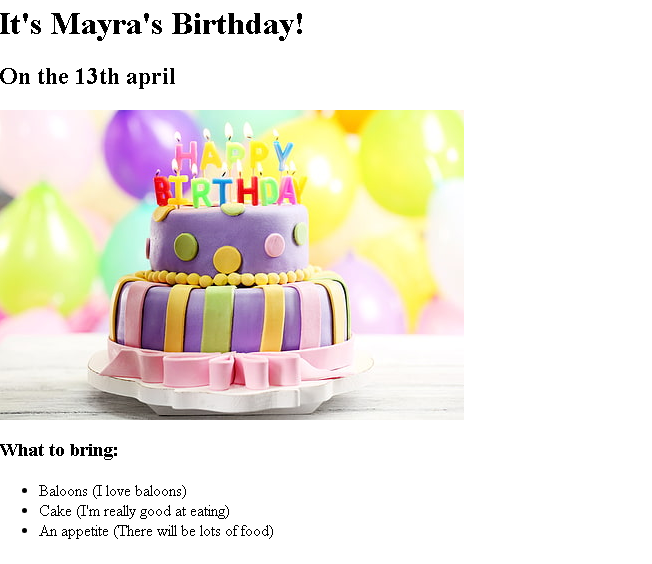 It's Mayra's Birthday!
On the 13th april
HAPPY
BIRTHDAY
What to bring:
Baloons (I love baloons)
Cake (I'm really good at eating)
An appetite (There will be lots of food)